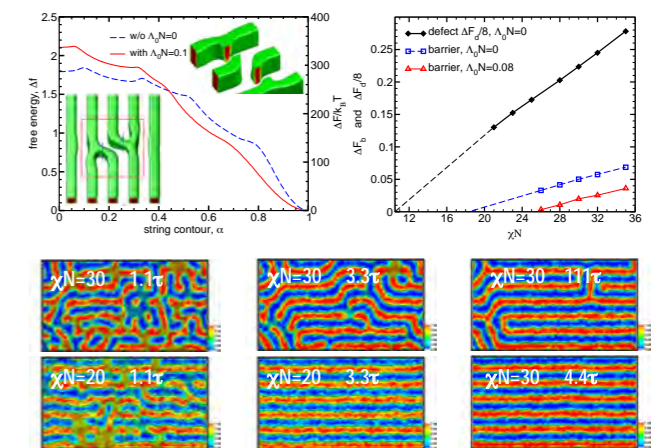 w/o Λ₀N=0
with Λ₀N=0.1
free energy, Δf
2.5
2
1.5
1
0.5
0
0
0.2
0.4
0.6
0.8
1
string contour, α
400
300
200
100
0
ΔF/k_BT
defect ΔF_d/8, Λ₀N=0
barrier, Λ₀N=0
barrier, Λ₀N=0.08
ΔF_b and ΔF_d/8
0.25
0.2
0.15
0.1
0.05
0
12
16
20
24
28
32
36
χN
χN=30 1.1τ
χN=30 3.3τ
χN=30 111τ
χN=20 1.1τ
χN=20 3.3τ
χN=30 4.4τ